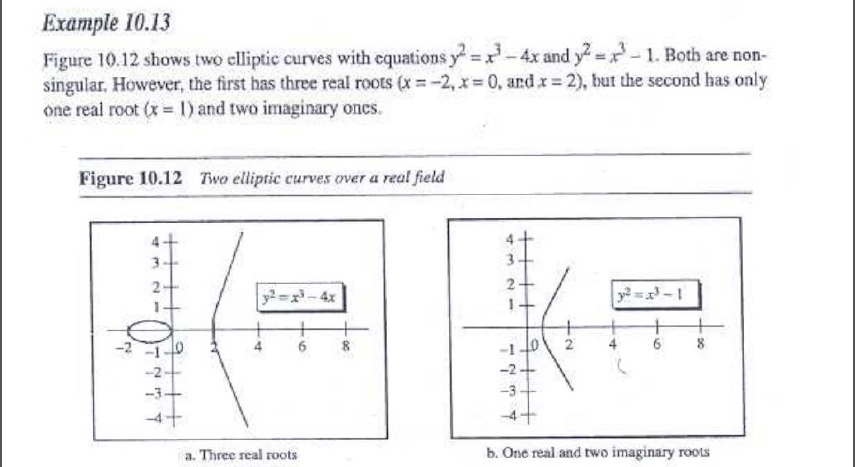 Example 10.13
Figure 10.12 shows two elliptic curves with equations y² = x³ – 4x and y² = x³ – 1. Both are non-
singular. However, the first has three real roots (x = –2, x = 0, and x = 2), but the second has only
one real root (x = 1) and two imaginary ones.
Figure 10.12 Two elliptic curves over a real field
4
3
2
1
y² = x³ – 4x
–2 –1 0 2 4 6 8
–2
–3
–4
a. Three real roots
4
3
2
1
y² = x³ – 1
–1 0 2 4 6 8
–2
–3
–4
b. One real and two imaginary roots